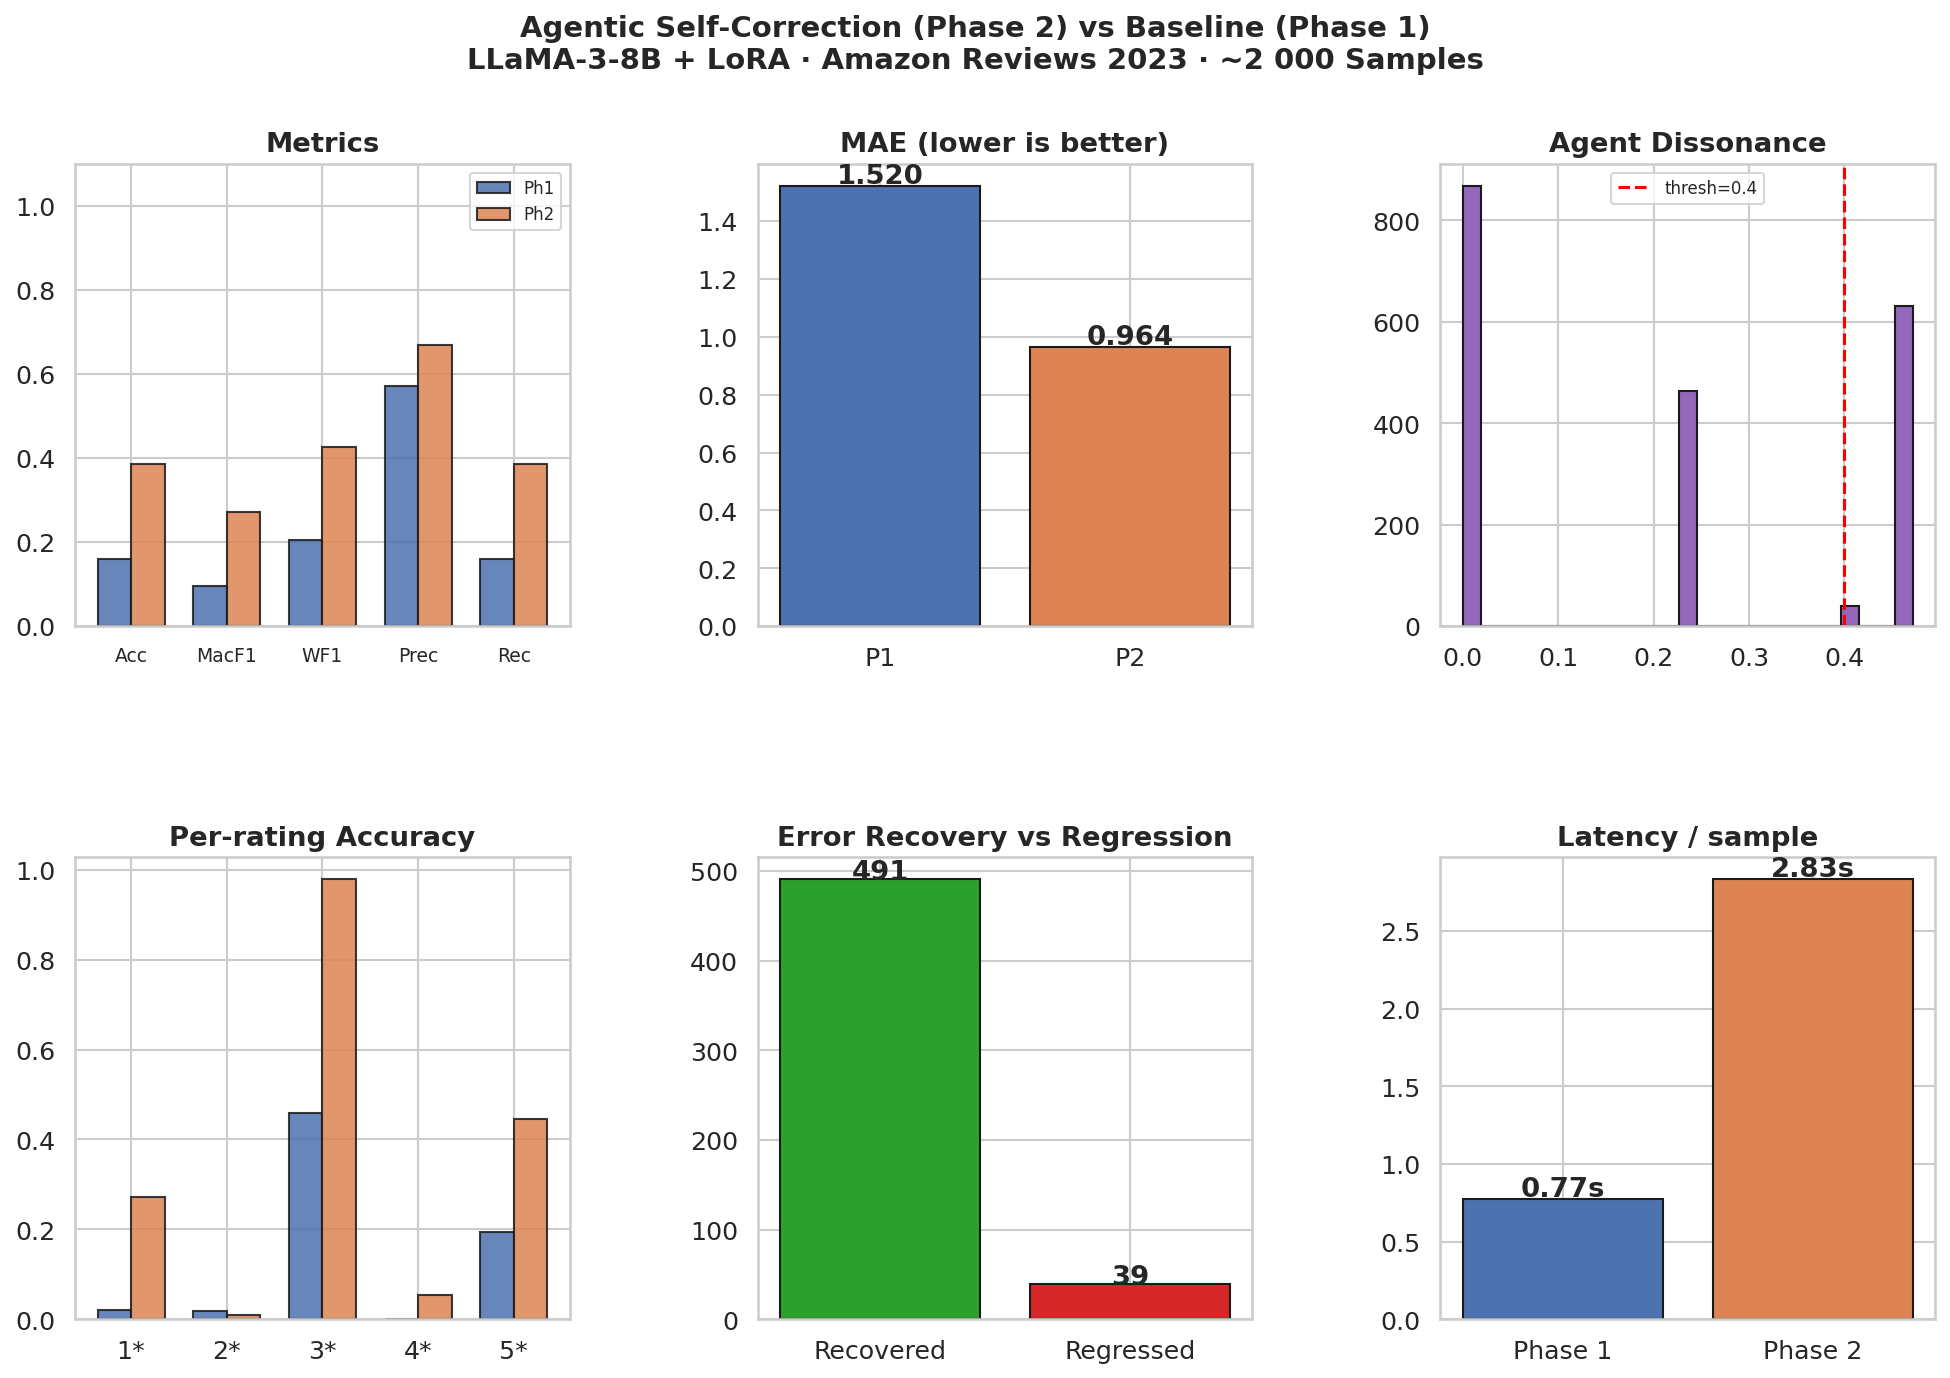 Agentic Self-Correction (Phase 2) vs Baseline (Phase 1)
LLaMA-3-8B + LoRA · Amazon Reviews 2023 · ~2 000 Samples
Metrics
Ph1
Ph2
1.0
0.8
0.6
0.4
0.2
0.0
Acc MacF1 WF1 Prec Rec
MAE (lower is better)
1.520
0.964
1.4
1.2
1.0
0.8
0.6
0.4
0.2
0.0
P1 P2
Agent Dissonance
thresh=0.4
800
600
400
200
0
0.0 0.1 0.2 0.3 0.4
Per-rating Accuracy
1.0
0.8
0.6
0.4
0.2
0.0
1* 2* 3* 4* 5*
Error Recovery vs Regression
491
39
500
400
300
200
100
0
Recovered Regressed
Latency / sample
2.83s
0.77s
2.5
2.0
1.5
1.0
0.5
0.0
Phase 1 Phase 2